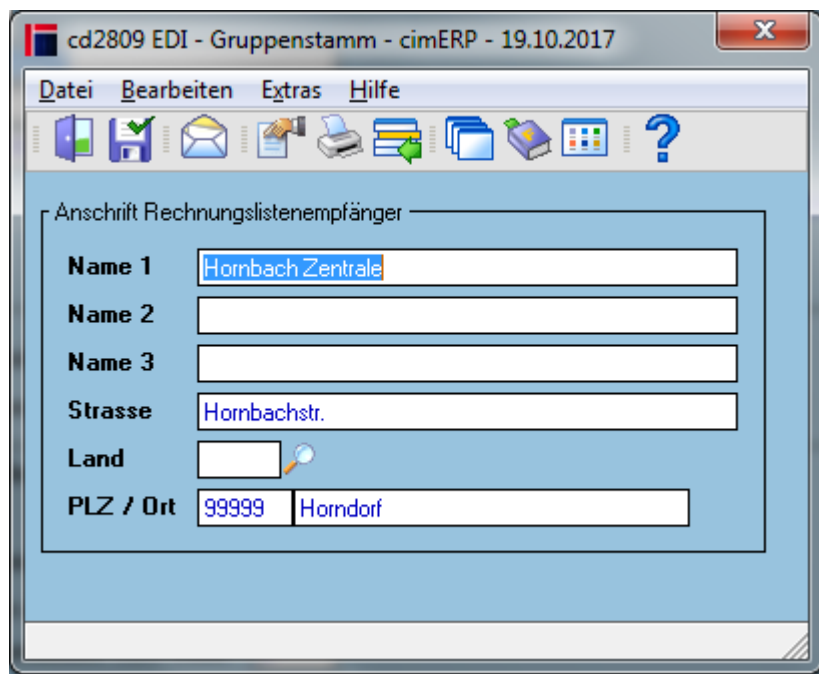 cd2809 EDI - Gruppenstamm - cimERP - 19.10.2017
Datei Bearbeiten Extras Hilfe
Anschrift Rechnungslistenempfänger
Name 1 Hornbach Zentrale
Name 2
Name 3
Strasse Hornbachstr.
Land
PLZ / Ort 99999 Horndorf